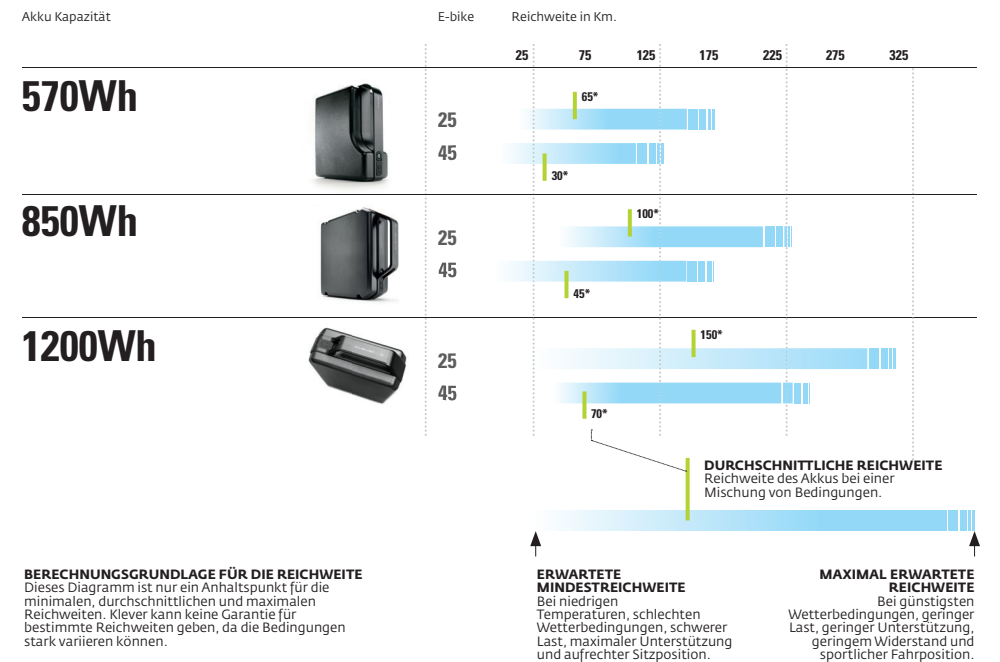 Akku Kapazität E-bike Reichweite in Km.
25 75 125 175 225 275 325
570Wh
65*
25
45
30*
850Wh
100*
25
45
45*
1200Wh
150*
25
45
70*
DURCHSCHNITTLICHE REICHWEITE
Reichweite des Akkus bei einer
Mischung von Bedingungen.
BERECHNUNGSGRUNDLAGE FÜR DIE REICHWEITE
Dieses Diagramm ist nur ein Anhaltspunkt für die
minimalen, durchschnittlichen und maximalen
Reichweiten. Klever kann keine Garantie für
bestimmte Reichweiten geben, da die Bedingungen
stark variieren können.
ERWARTETE
MINDESTREICHWEITE
Bei niedrigen
Temperaturen, schlechten
Wetterbedingungen, schwerer
Last, maximaler Unterstützung
und aufrechter Sitzposition.
MAXIMAL ERWARTETE
REICHWEITE
Bei günstigsten
Wetterbedingungen, geringer
Last, geringer Unterstützung,
geringem Widerstand und
sportlicher Fahrposition.